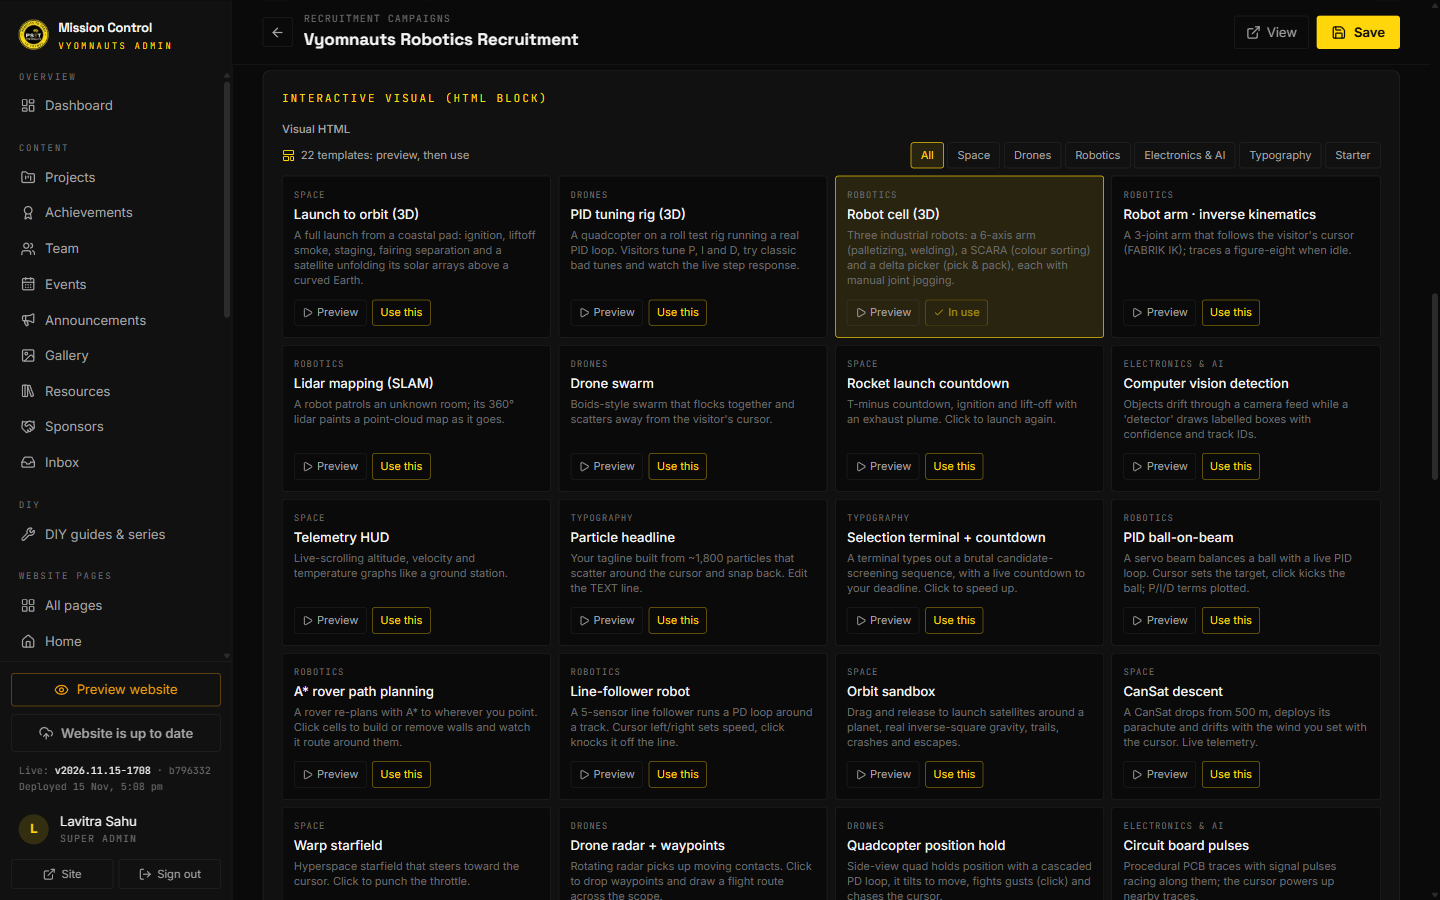 Mission Control
VYOMNAUTS ADMIN
OVERVIEW
Dashboard
CONTENT
Projects
Achievements
Team
Events
Announcements
Gallery
Resources
Sponsors
Inbox
DIY
DIY guides & series
WEBSITE PAGES
All pages
Home
Preview website
Website is up to date
Live: v2026.11.15-1708 · b796332
Deployed 15 Nov, 5:08 pm
L
Lavitra Sahu
SUPER ADMIN
Site
Sign out
RECRUITMENT CAMPAIGNS
Vyomnauts Robotics Recruitment
View
Save
INTERACTIVE VISUAL (HTML BLOCK)
Visual HTML
22 templates: preview, then use
All
Space
Drones
Robotics
Electronics & AI
Typography
Starter
SPACE
Launch to orbit (3D)
A full launch from a coastal pad: ignition, liftoff
smoke, staging, fairing separation and a
satellite unfolding its solar arrays above a
curved Earth.
Preview
Use this
DRONES
PID tuning rig (3D)
A quadcopter on a roll test rig running a real
PID loop. Visitors tune P, I and D, try classic
bad tunes and watch the live step response.
Preview
Use this
ROBOTICS
Robot cell (3D)
Three industrial robots: a 6-axis arm
(palletizing, welding), a SCARA (colour sorting)
and a delta picker (pick & pack), each with
manual joint jogging.
Preview
In use
ROBOTICS
Robot arm · inverse kinematics
A 3-joint arm that follows the visitor's cursor
(FABRIK IK); traces a figure-eight when idle.
Preview
Use this
ROBOTICS
Lidar mapping (SLAM)
A robot patrols an unknown room; its 360°
lidar paints a point-cloud map as it goes.
Preview
Use this
DRONES
Drone swarm
Boids-style swarm that flocks together and
scatters away from the visitor's cursor.
Preview
Use this
SPACE
Rocket launch countdown
T-minus countdown, ignition and lift-off with
an exhaust plume. Click to launch again.
Preview
Use this
ELECTRONICS & AI
Computer vision detection
Objects drift through a camera feed while a
'detector' draws labelled boxes with
confidence and track IDs.
Preview
Use this
SPACE
Telemetry HUD
Live-scrolling altitude, velocity and
temperature graphs like a ground station.
Preview
Use this
TYPOGRAPHY
Particle headline
Your tagline built from ~1,800 particles that
scatter around the cursor and snap back. Edit
the TEXT line.
Preview
Use this
TYPOGRAPHY
Selection terminal + countdown
A terminal types out a brutal candidate-
screening sequence, with a live countdown to
your deadline. Click to speed up.
Preview
Use this
ROBOTICS
PID ball-on-beam
A servo beam balances a ball with a live PID
loop. Cursor sets the target, click kicks the
ball; P/I/D terms plotted.
Preview
Use this
ROBOTICS
A* rover path planning
A rover re-plans with A* to wherever you point.
Click cells to build or remove walls and watch
it route around them.
Preview
Use this
ROBOTICS
Line-follower robot
A 5-sensor line follower runs a PD loop around
a track. Cursor left/right sets speed, click
knocks it off the line.
Preview
Use this
SPACE
Orbit sandbox
Drag and release to launch satellites around a
planet, real inverse-square gravity, trails,
crashes and escapes.
Preview
Use this
SPACE
CanSat descent
A CanSat drops from 500 m, deploys its
parachute and drifts with the wind you set with
the cursor. Live telemetry.
Preview
Use this
SPACE
Warp starfield
Hyperspace starfield that steers toward the
cursor. Click to punch the throttle.
DRONES
Drone radar + waypoints
Rotating radar picks up moving contacts. Click
to drop waypoints and draw a flight route
across the scope.
DRONES
Quadcopter position hold
Side-view quad holds position with a cascaded
PD loop, it tilts to move, fights gusts (click) and
chases the cursor.
ELECTRONICS & AI
Circuit board pulses
Procedural PCB traces with signal pulses
racing along them; the cursor powers up
nearby traces.